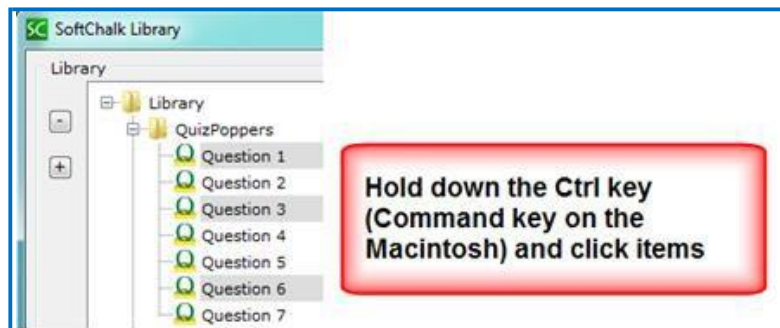 SC SoftChalk Library
Library
-
Library
QuizPoppers
+
Question 1
Question 2
Question 3
Question 4
Question 5
Question 6
Question 7
Hold down the Ctrl key
(Command key on the
Macintosh) and click items